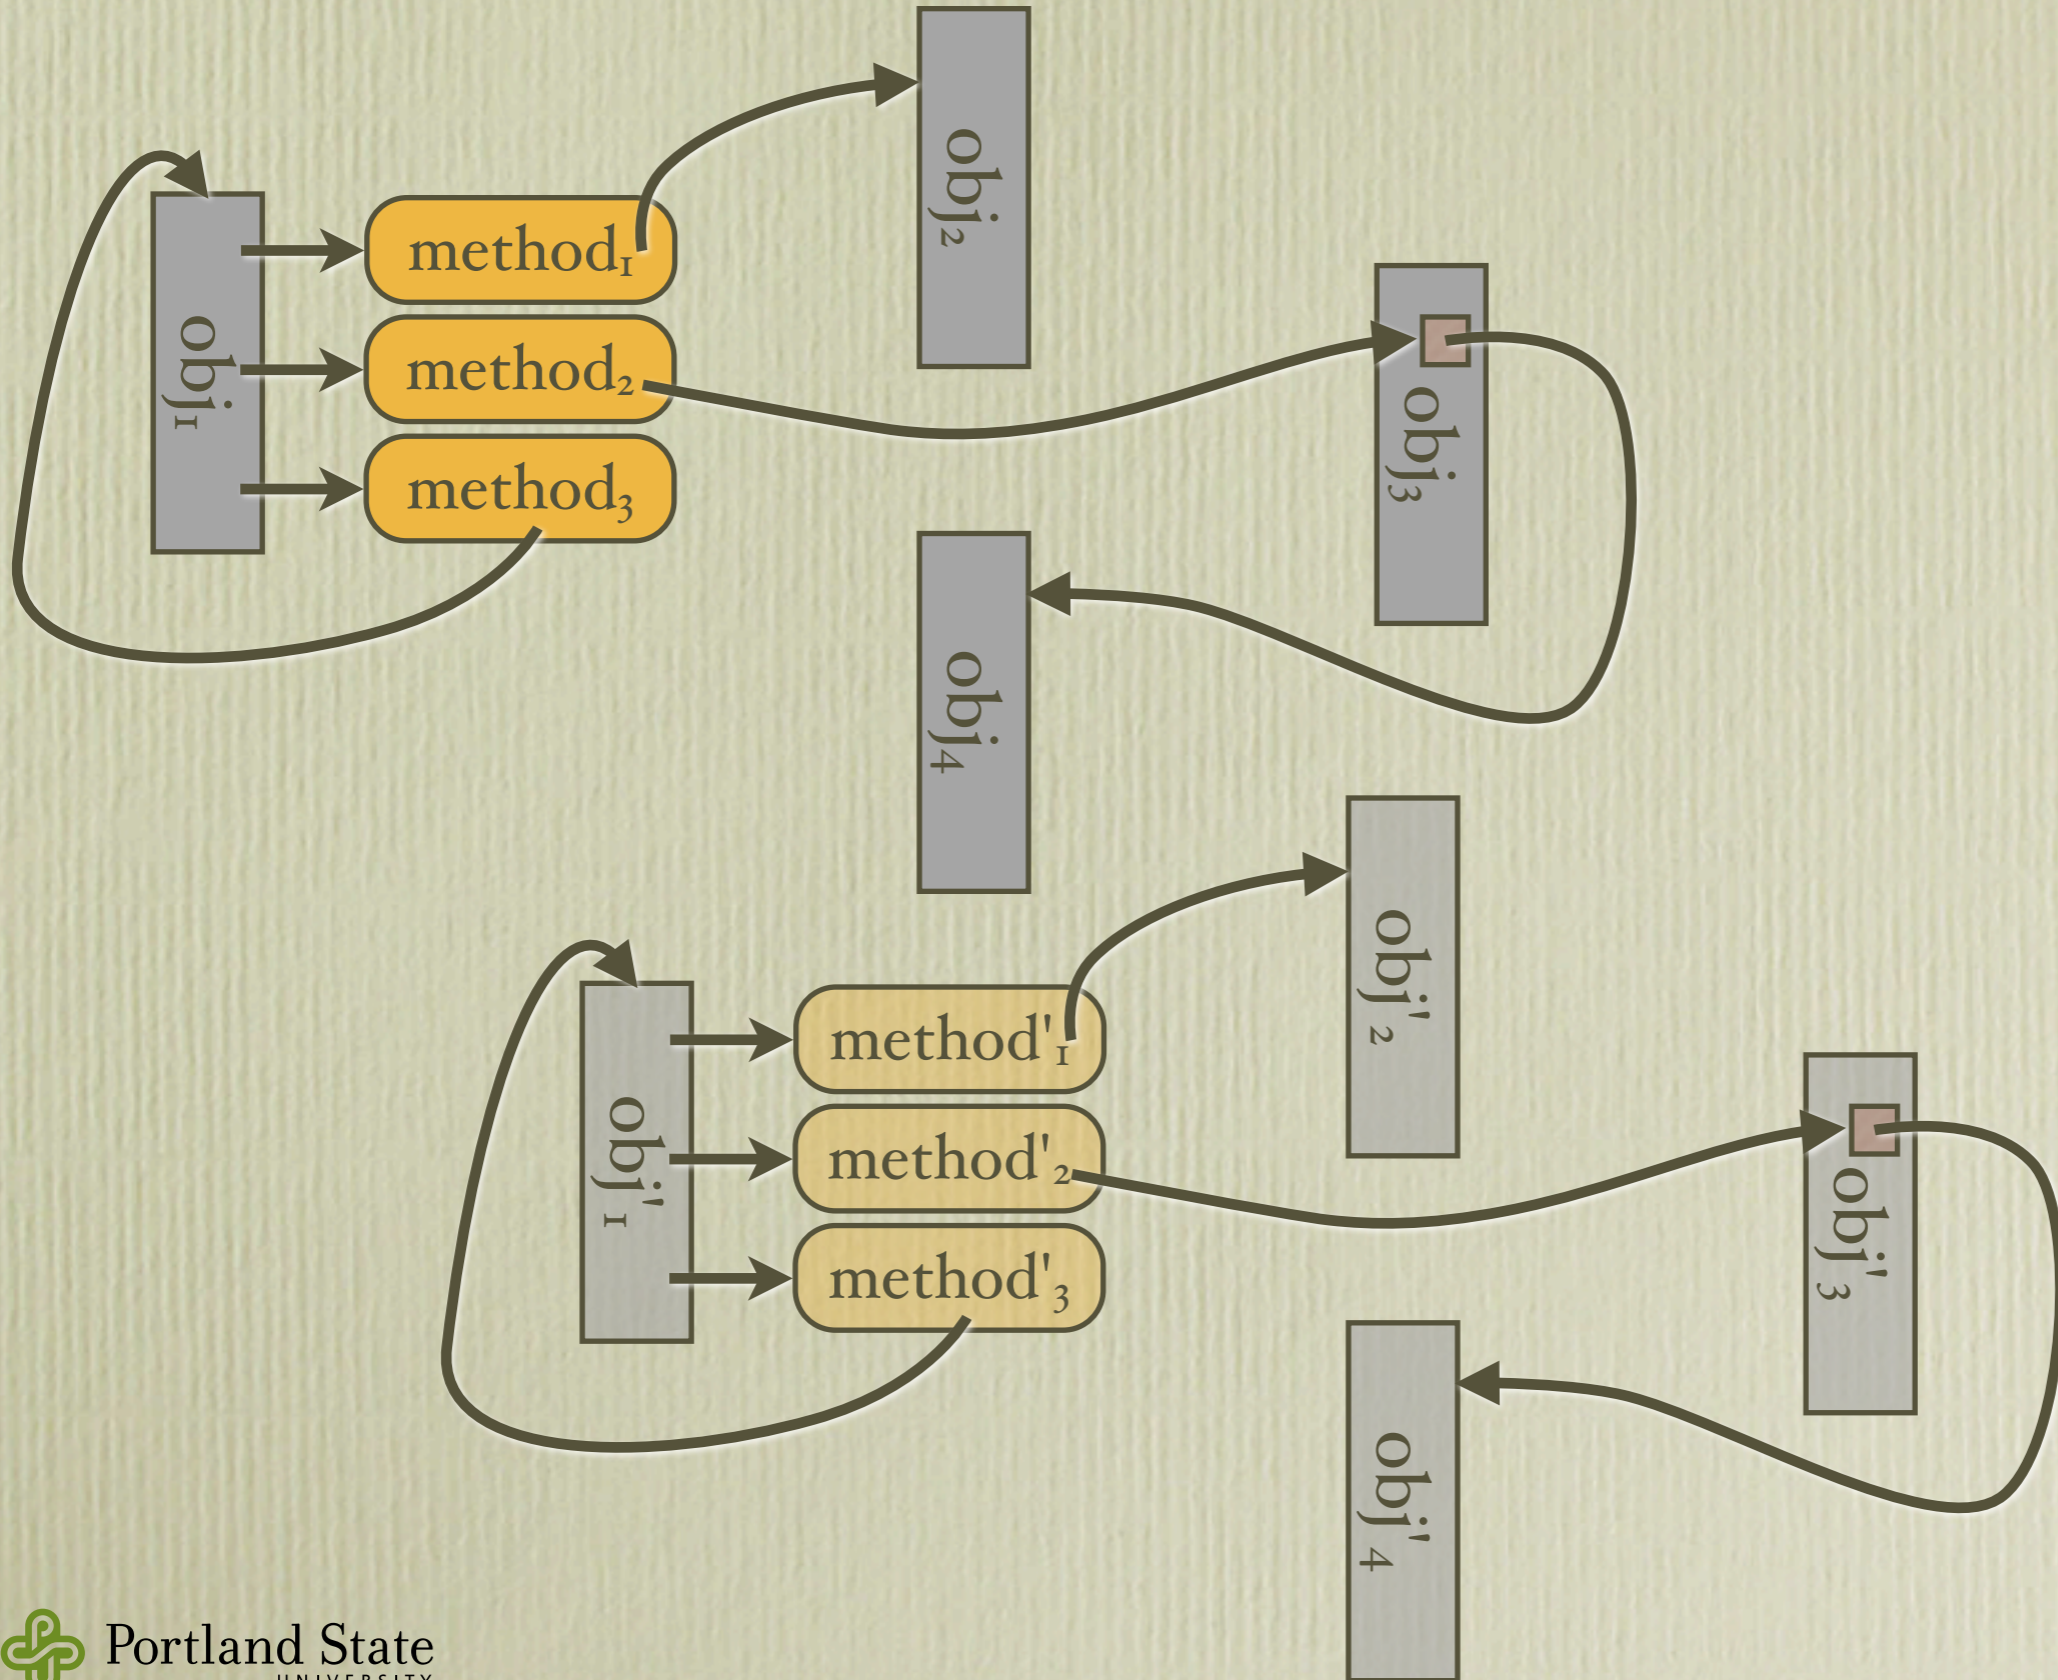 obj₂
method₁
obj₁
method₂
obj₃
method₃
obj₄
obj'₂
method'₁
obj'₁
method'₂
obj'₃
method'₃
obj'₄
Portland State
UNIVERSITY